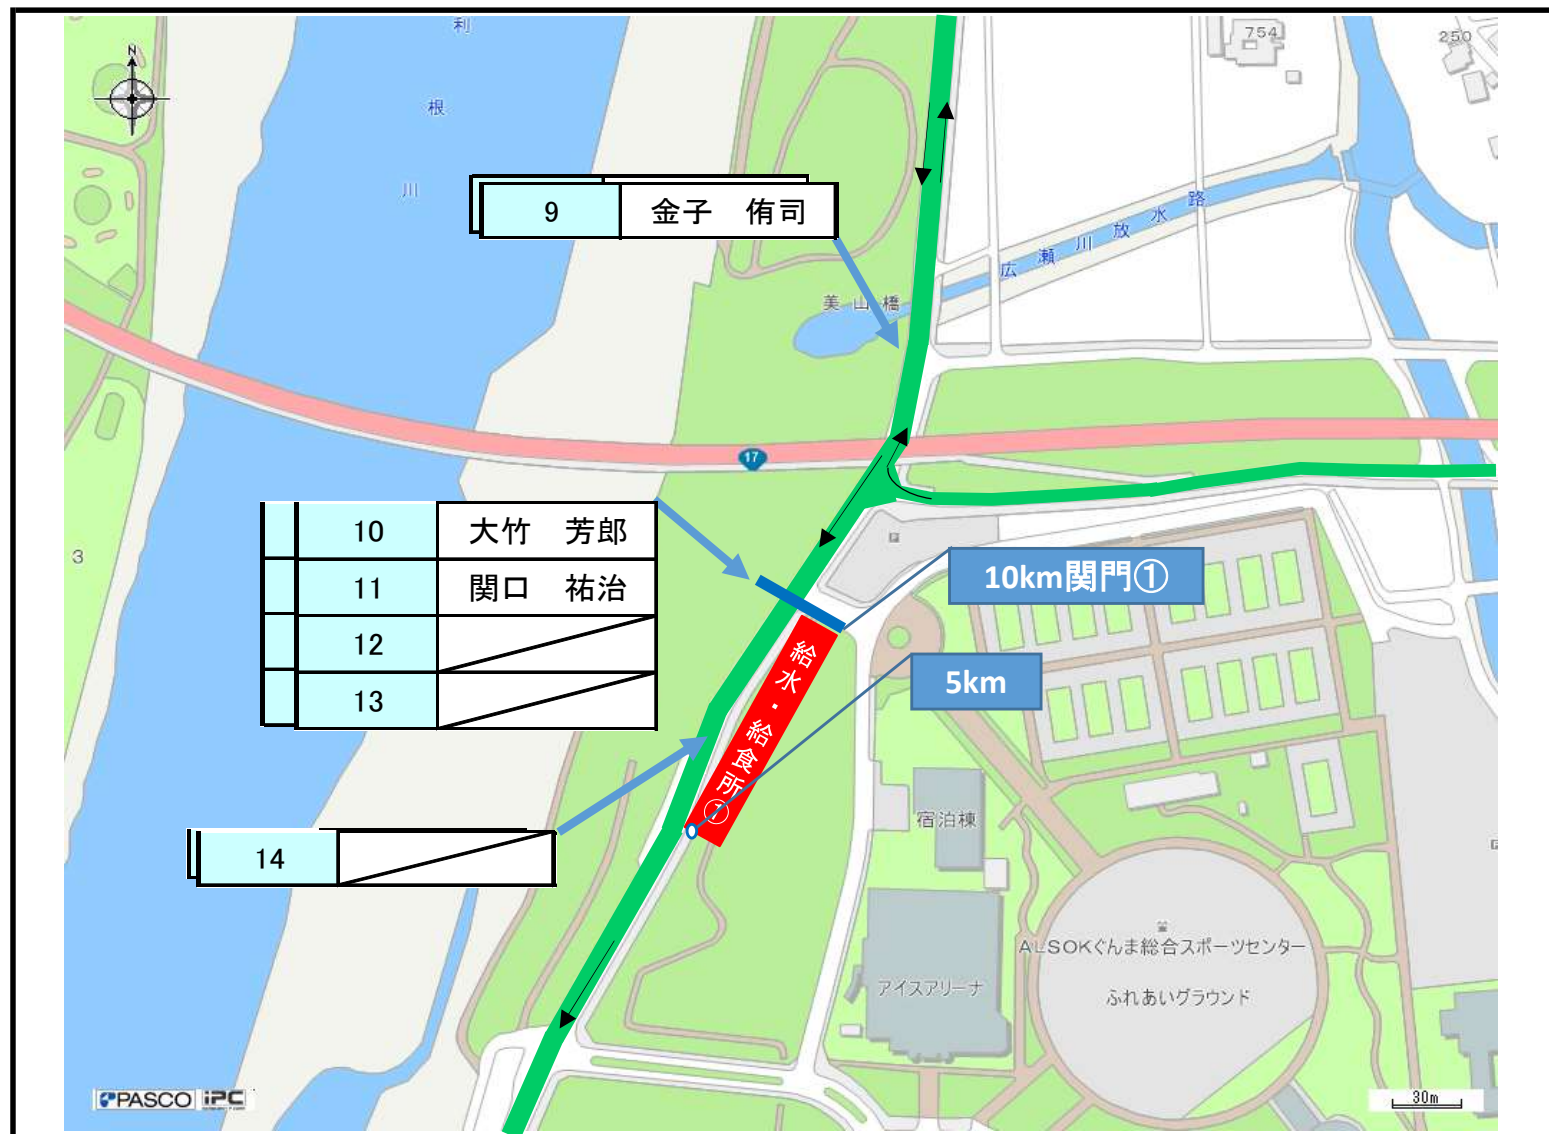 N
利
根
川
754
250
9 金子 侑司
広瀬川放水路
美山橋
17
10 大竹 芳郎
11 関口 祐治
12
13
3
P
10km関門①
5km
給水・給食所①
14
宿泊棟
アイスアリーナ
ALSOKぐんま総合スポーツセンター
ふれあいグラウンド
PASCO iPC
30m